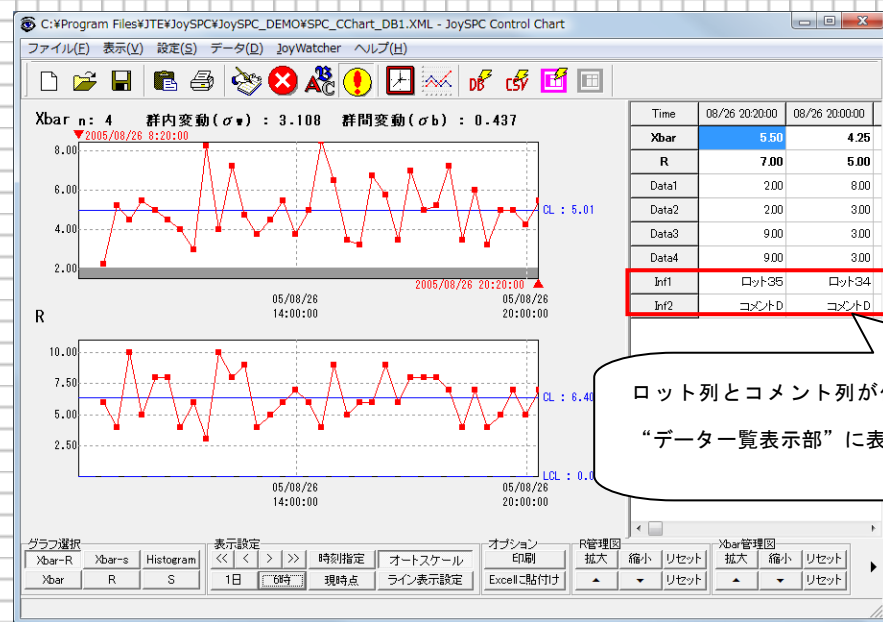 C:¥Program Files¥JTE¥JoySPC¥JoySPC_DEMO¥SPC_CChart_DB1.XML - JoySPC Control Chart
ファイル(F) 表示(V) 設定(S) データ(D) JoyWatcher ヘルプ(H)
ABC DB CSV
Xbar n: 4 群内変動(σw) : 3.108 群間変動(σb) : 0.437
2005/08/26 8:20:00
8.00
6.00
4.00
2.00
CL : 5.01
2005/08/26 20:20:00
05/08/26 14:00:00
05/08/26 20:00:00
R
10.00
7.50
5.00
2.50
CL : 6.40
LCL : 0.0
05/08/26 14:00:00
05/08/26 20:00:00
Time 08/26 20:20:00 08/26 20:00:00
Xbar 5.50 4.25
R 7.00 5.00
Data1 2.00 8.00
Data2 2.00 3.00
Data3 9.00 3.00
Data4 9.00 3.00
Inf1 ロット35 ロット34
Inf2 コメントD コメントD
ロット列とコメント列が
“データ一覧表示部”に表
グラフ選択 表示設定 オプション R管理図 Xbar管理図
Xbar-R Xbar-s Histogram << < > >> 時刻指定 オートスケール 印刷 拡大 縮小 リセット 拡大 縮小 リセット
Xbar R S 1日 6時 現時点 ライン表示設定 Excelに貼付け リセット リセット